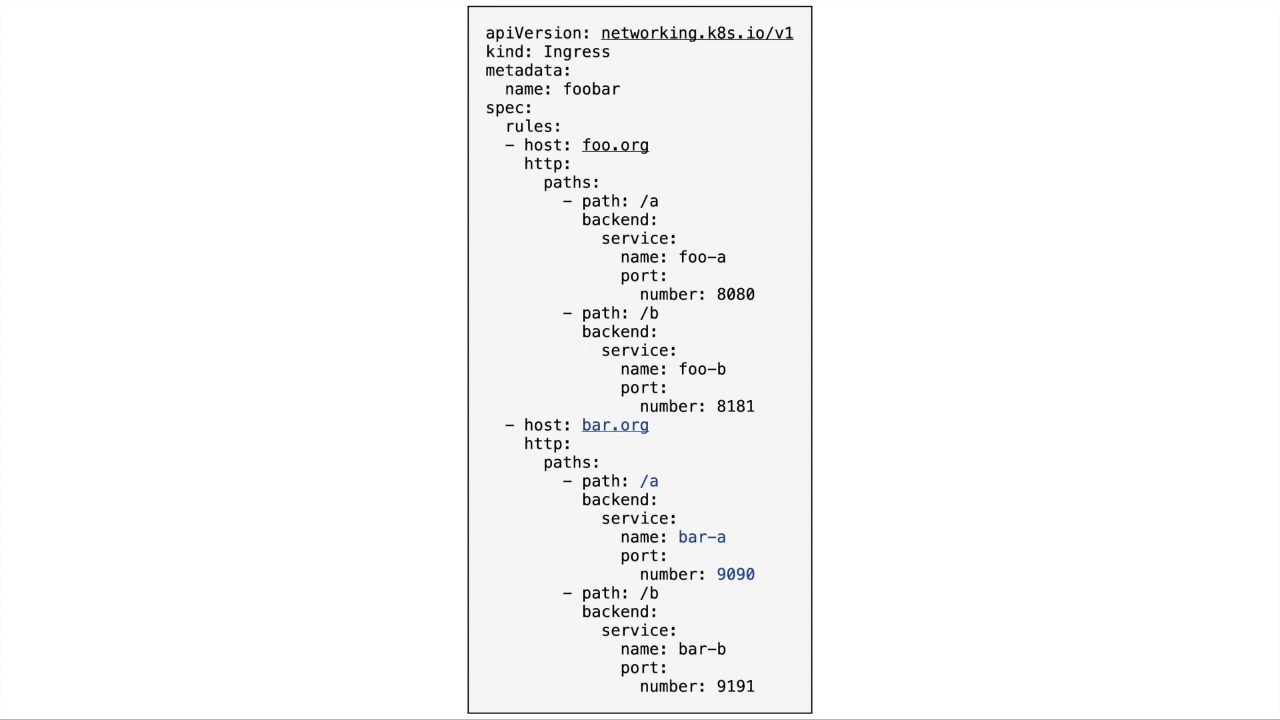 apiVersion: networking.k8s.io/v1
kind: Ingress
metadata:
  name: foobar
spec:
  rules:
  - host: foo.org
    http:
      paths:
        - path: /a
          backend:
            service:
              name: foo-a
              port:
                number: 8080
        - path: /b
          backend:
            service:
              name: foo-b
              port:
                number: 8181
  - host: bar.org
    http:
      paths:
        - path: /a
          backend:
            service:
              name: bar-a
              port:
                number: 9090
        - path: /b
          backend:
            service:
              name: bar-b
              port:
                number: 9191